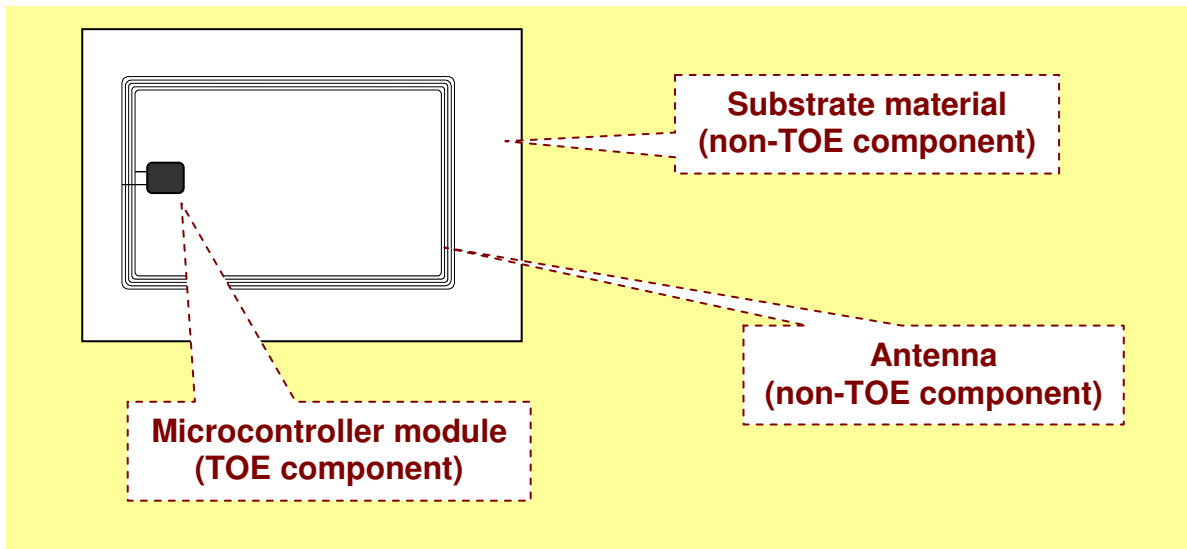 Substrate material
(non-TOE component)
Antenna
(non-TOE component)
Microcontroller module
(TOE component)